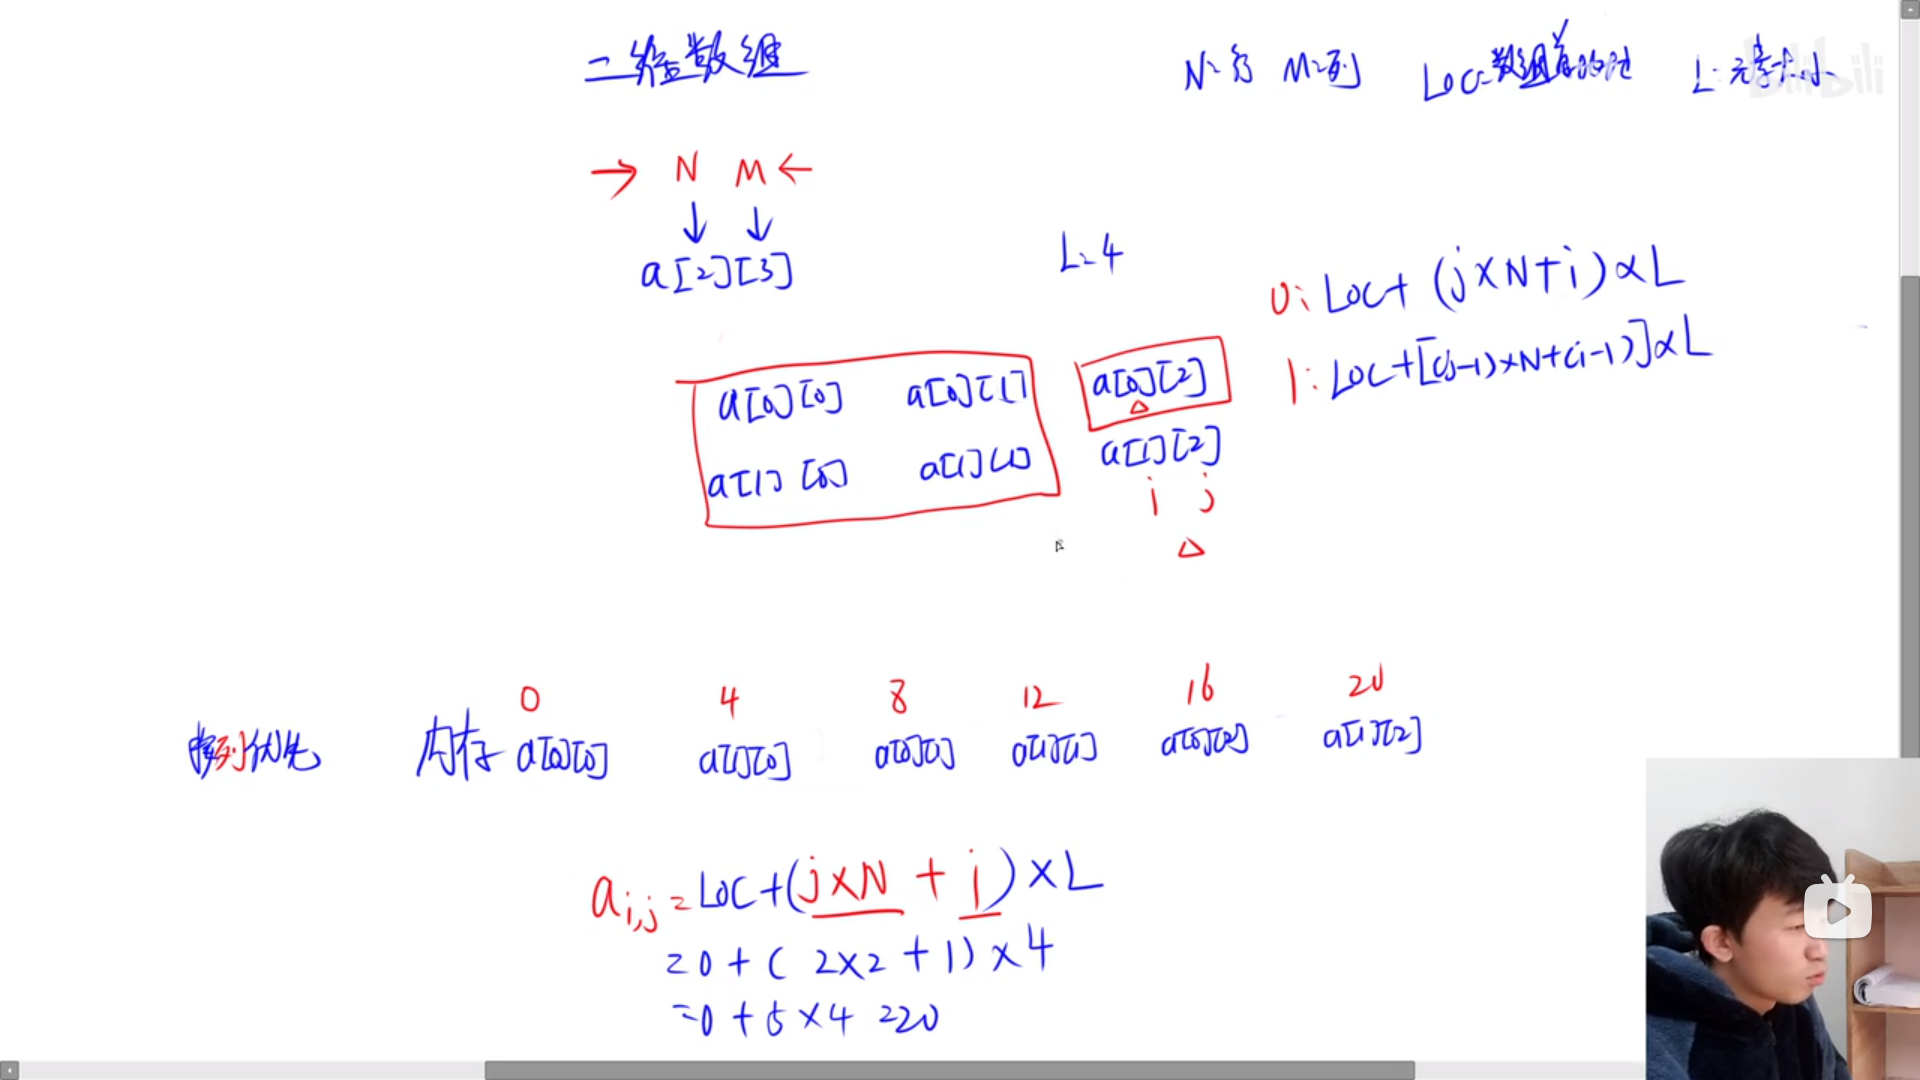 二维数组
N=行 M=列 LOC=数组首地址 L=元素大小
bilibili
→ N M ←
↓ ↓
a[2][3]
L=4
0: LOC+(j×N+i)×L
1: LOC+[(j-1)×N+(i-1)]×L
a[0][0] a[0][1] a[0][2]
a[1][0] a[1][1] a[1][2]
i j
0 4 8 12 16 20
按列优先 内存 a[0][0] a[1][0] a[0][1] a[1][1] a[0][2] a[1][2]
ai,j=LOC+(j×N+i)×L
=0+(2×2+1)×4
=0+5×4=20